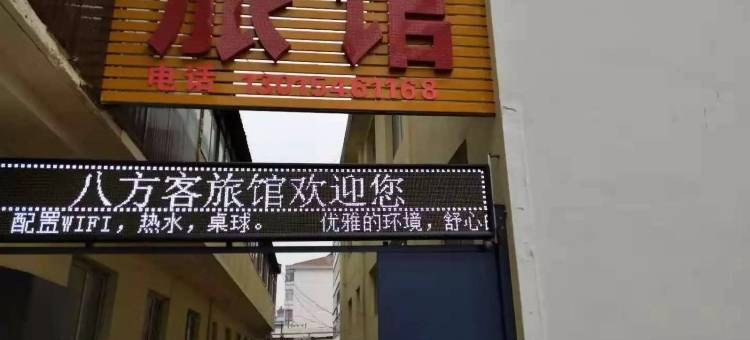 旅馆
电话 13015461168
八方客旅馆欢迎您
配置WIFI，热水，桌球。 优雅的环境，舒心